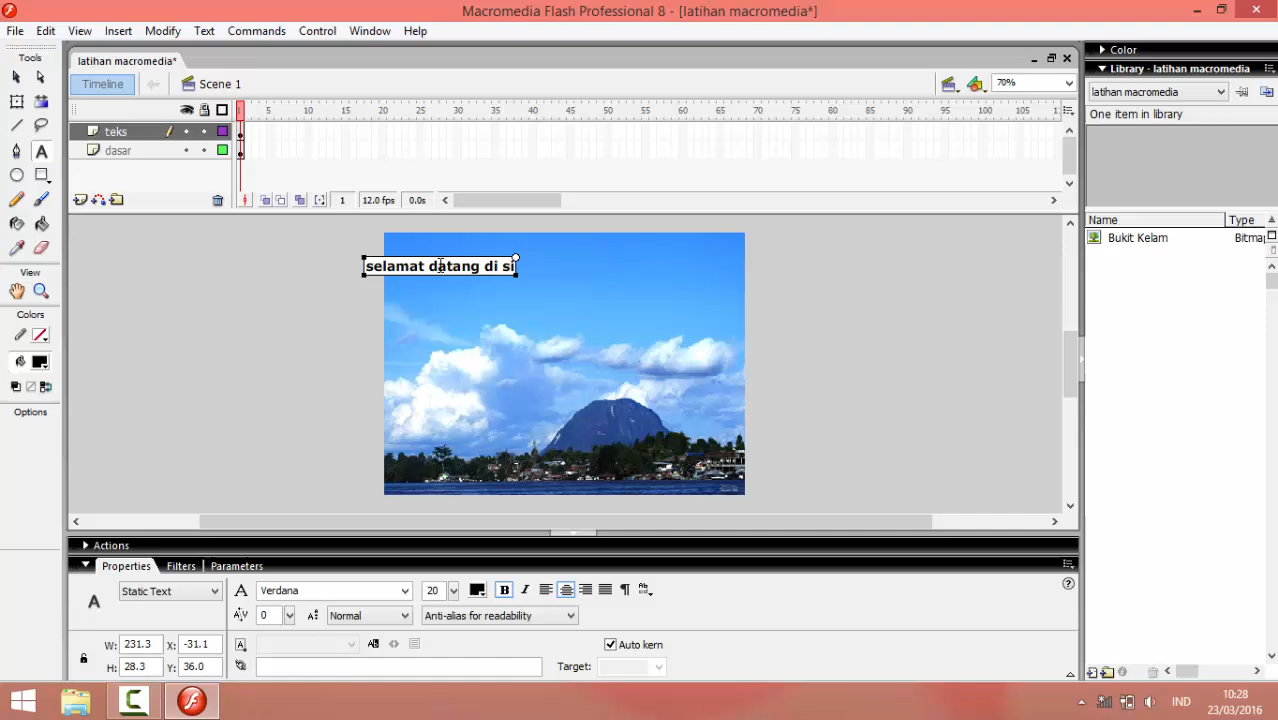 Macromedia Flash Professional 8 - [latihan macromedia*]
File Edit View Insert Modify Text Commands Control Window Help
Tools
latihan macromedia*
Timeline
Scene 1
70%
1 5 10 15 20 25 30 35 40 45 50 55 60 65 70 75 80 85 90 95 100 105
teks
dasar
1 12.0 fps 0.0s
selamat datang di si
View
Colors
Options
Color
Library - latihan macromedia
latihan macromedia
One item in library
Name Type
Bukit Kelam Bitma
Actions
Properties Filters Parameters
Static Text
A
Verdana
20
B I
A|V 0
Normal
Anti-alias for readability
W: 231.3 X: -31.1
H: 28.3 Y: 36.0
Auto kern
Target:
IND
10:28
23/03/2016